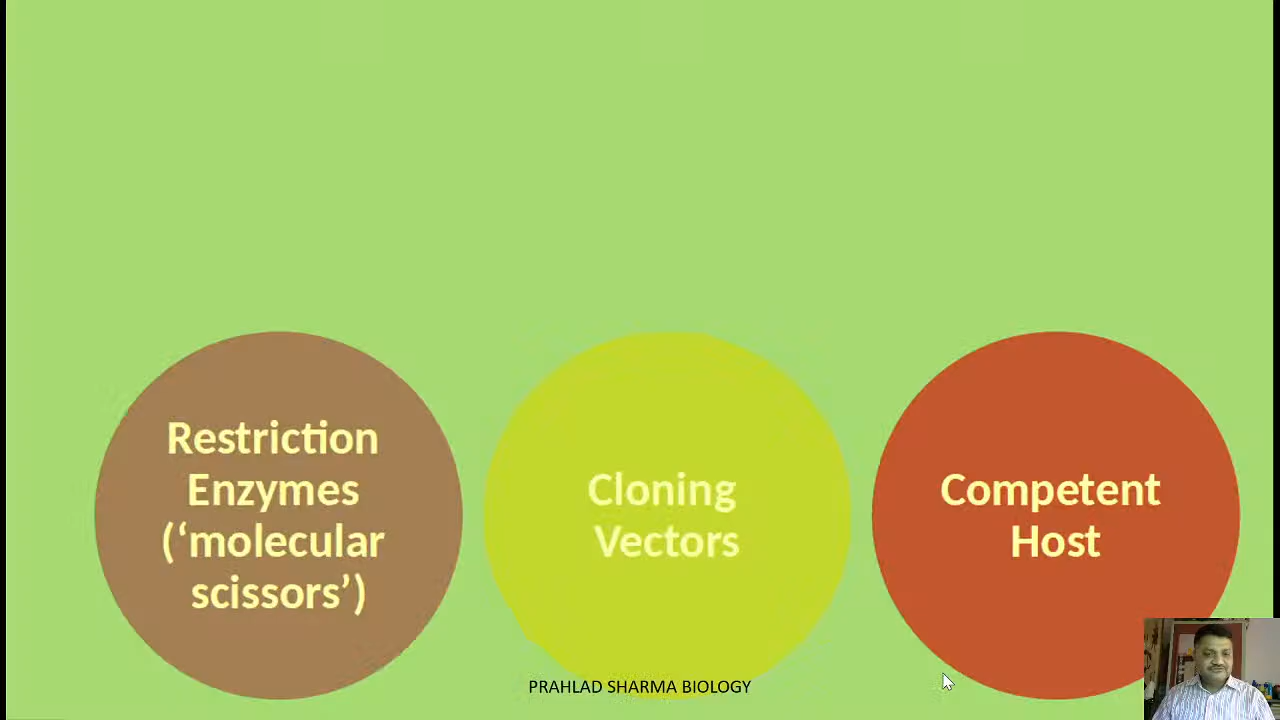 Restriction
Enzymes
(‘molecular
scissors’)
Cloning
Vectors
Competent
Host
PRAHLAD SHARMA BIOLOGY